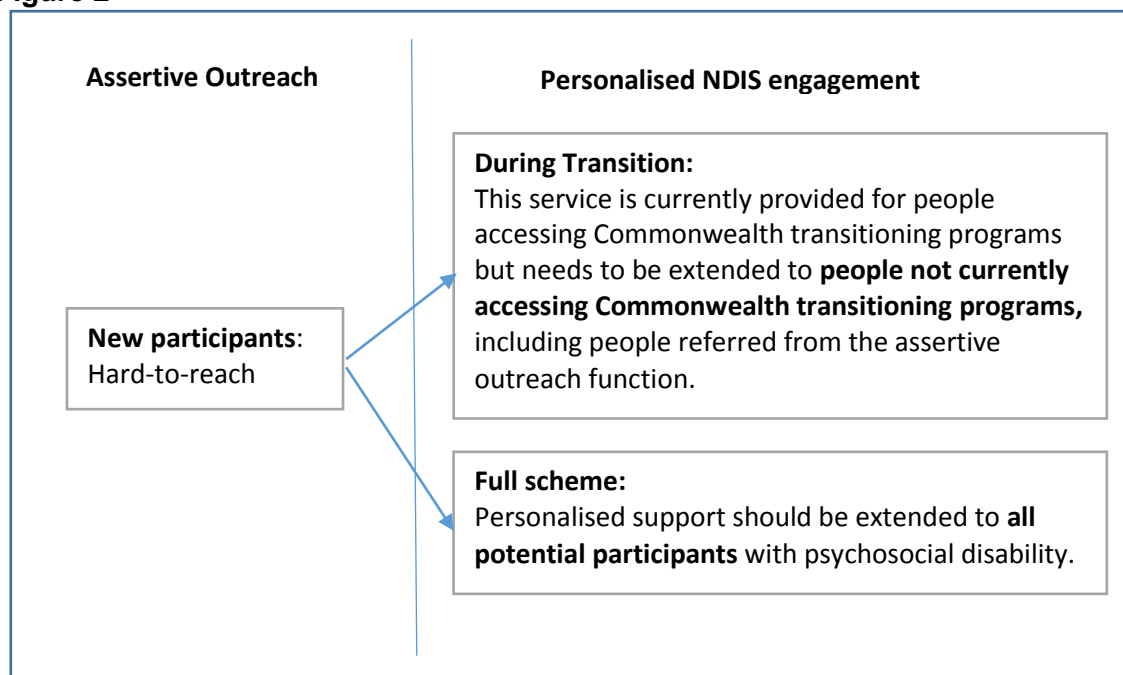 Figure 2
Assertive Outreach
Personalised NDIS engagement
New participants:
Hard-to-reach
During Transition:
This service is currently provided for people
accessing Commonwealth transitioning programs
but needs to be extended to people not currently
accessing Commonwealth transitioning programs,
including people referred from the assertive
outreach function.
Full scheme:
Personalised support should be extended to all
potential participants with psychosocial disability.